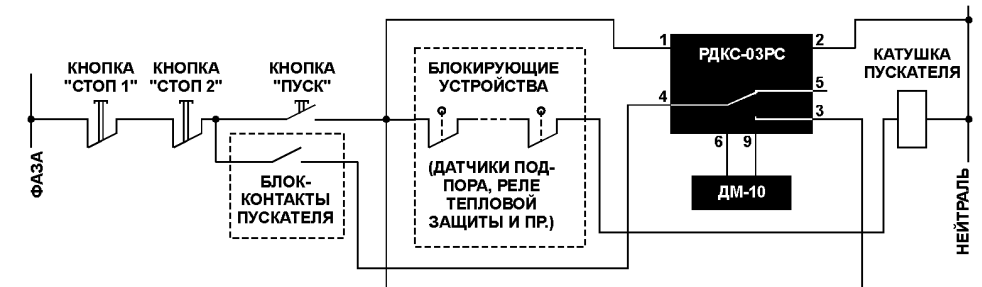 КНОПКА
"СТОП 1"
КНОПКА
"СТОП 2"
КНОПКА
"ПУСК"
БЛОКИРУЮЩИЕ
УСТРОЙСТВА
1
РДКС-03РС
2
КАТУШКА
ПУСКАТЕЛЯ
4
5
3
6
9
ДМ-10
(ДАТЧИКИ ПОД-
ПОРА, РЕЛЕ
ТЕПЛОВОЙ
ЗАЩИТЫ И ПР.)
БЛОК-
КОНТАКТЫ
ПУСКАТЕЛЯ
ФАЗА
НЕЙТРАЛЬ